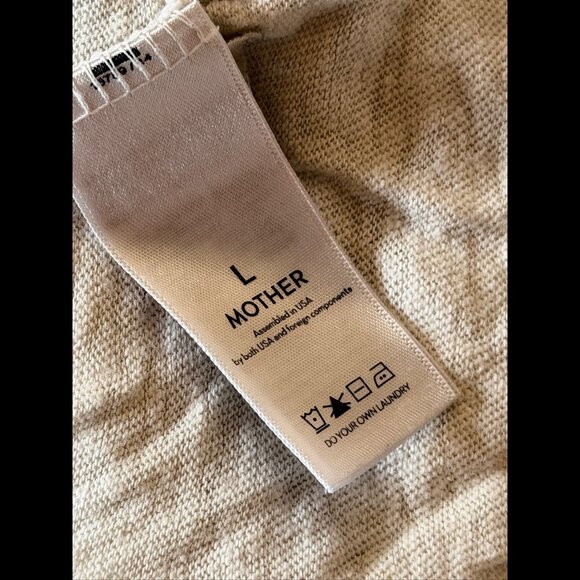 L
MOTHER
Assembled in USA
by both USA and foreign components
DO YOUR OWN LAUNDRY